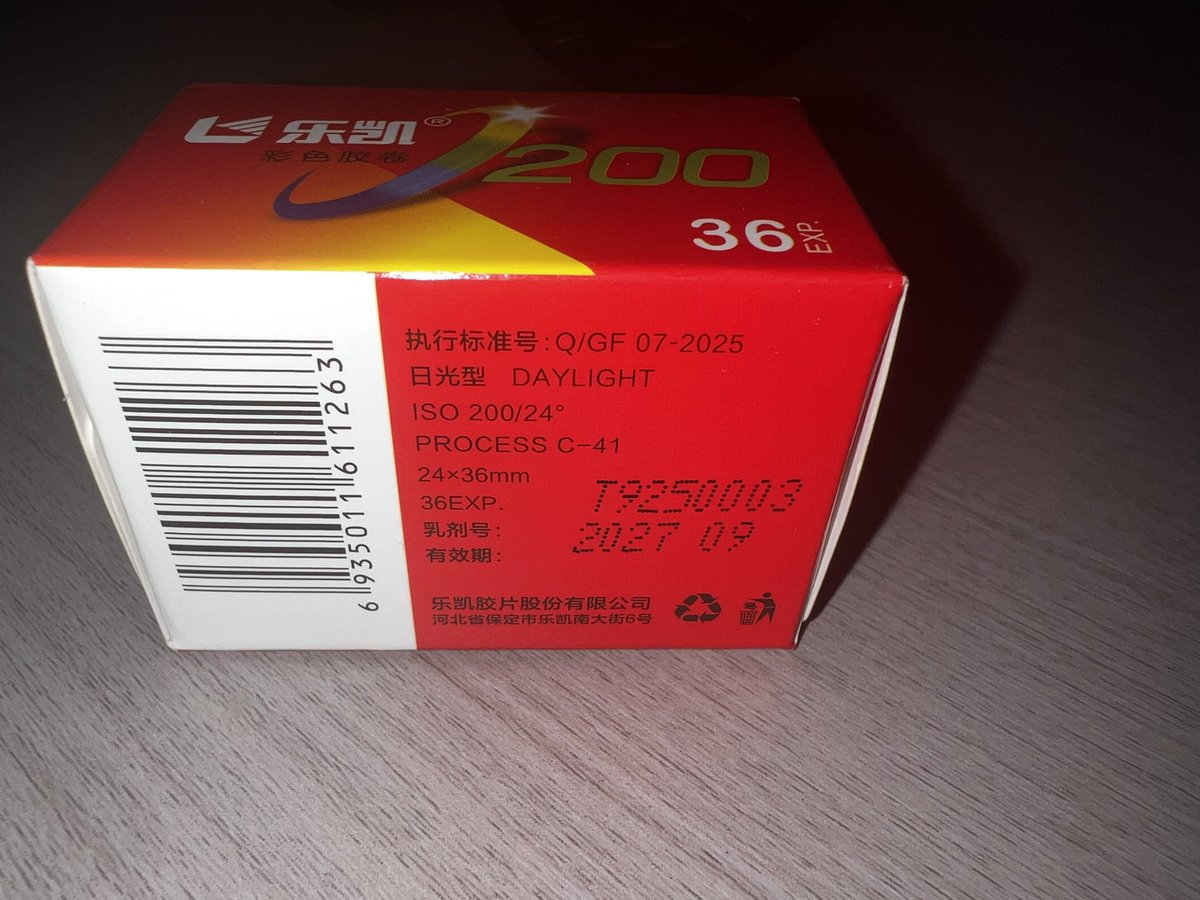 乐凯®
彩色胶卷
200
36 EXP.
6935011611263
执行标准号:Q/GF 07-2025
日光型 DAYLIGHT
ISO 200/24°
PROCESS C-41
24×36mm
36EXP.
乳剂号: T9250003
有效期: 2027 09
乐凯胶片股份有限公司
河北省保定市乐凯南大街6号